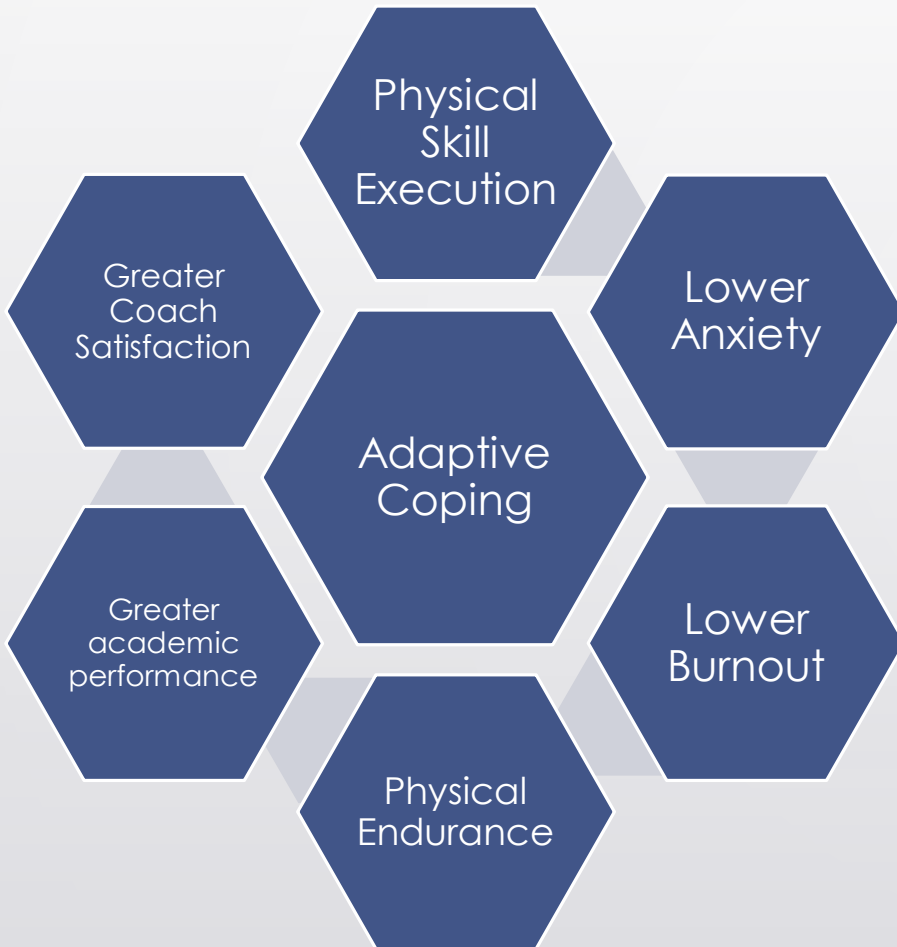 Physical
Skill
Execution
Greater
Coach
Satisfaction
Lower
Anxiety
Adaptive
Coping
Greater
academic
performance
Lower
Burnout
Physical
Endurance